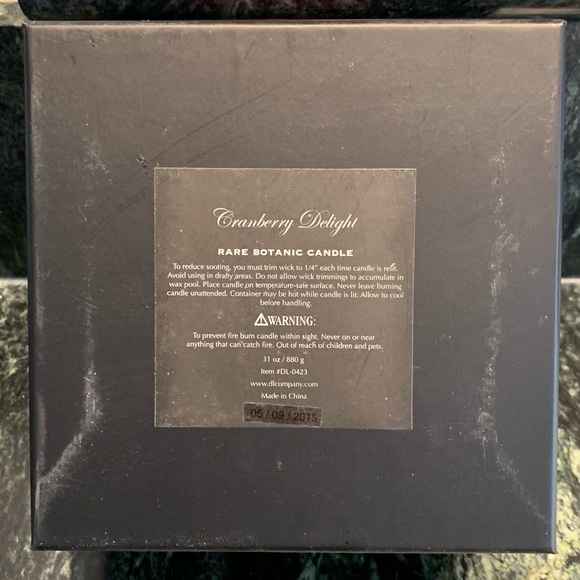 Cranberry Delight
RARE BOTANIC CANDLE
To reduce sooting, you must trim wick to 1/4" each time candle is relit.
Avoid using in drafty areas. Do not allow wick trimmings to accumulate in
wax pool. Place candle on temperature-safe surface. Never leave burning
candle unattended. Container may be hot while candle is lit. Allow to cool
before handling.
⚠WARNING:
To prevent fire burn candle within sight. Never on or near
anything that can catch fire. Out of reach of children and pets.
31 oz / 880 g
Item #DL-0423
www.dlcompany.com
Made in China
05/09/2015